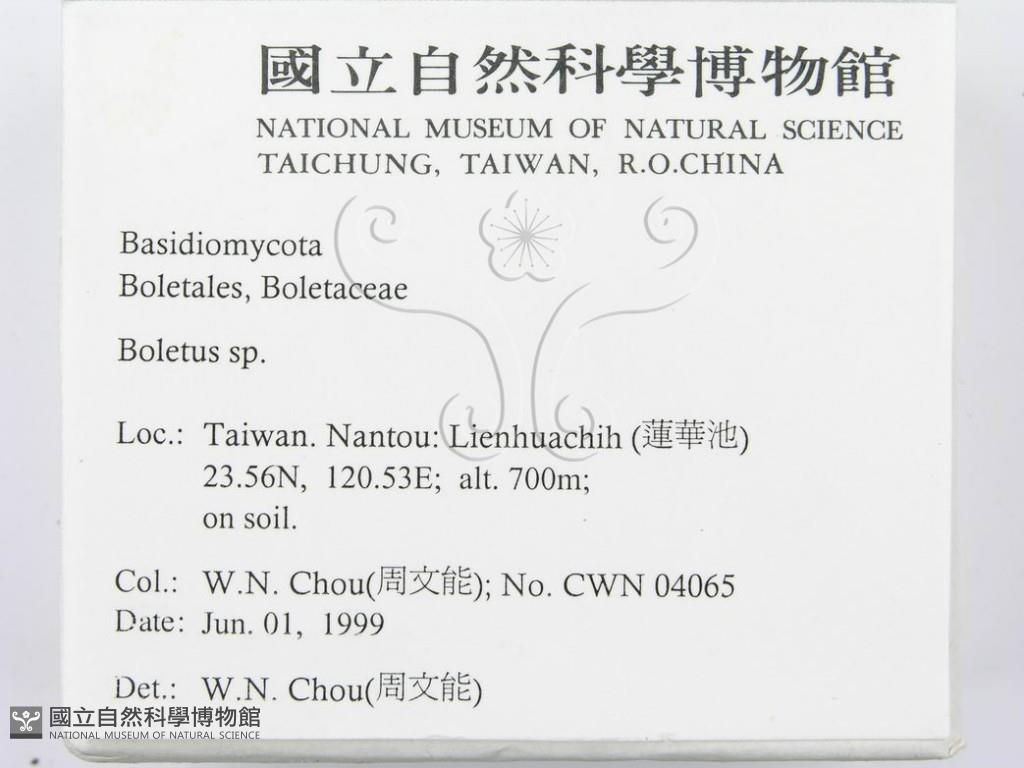 國立自然科學博物館
NATIONAL MUSEUM OF NATURAL SCIENCE
TAICHUNG, TAIWAN, R.O.CHINA
Basidiomycota
Boletales, Boletaceae
Boletus sp.
Loc.: Taiwan. Nantou: Lienhuachih (蓮華池)
23.56N, 120.53E; alt. 700m;
on soil.
Col.: W.N. Chou(周文能); No. CWN 04065
Date: Jun. 01, 1999
Det.: W.N. Chou(周文能)
國立自然科學博物館
NATIONAL MUSEUM OF NATURAL SCIENCE